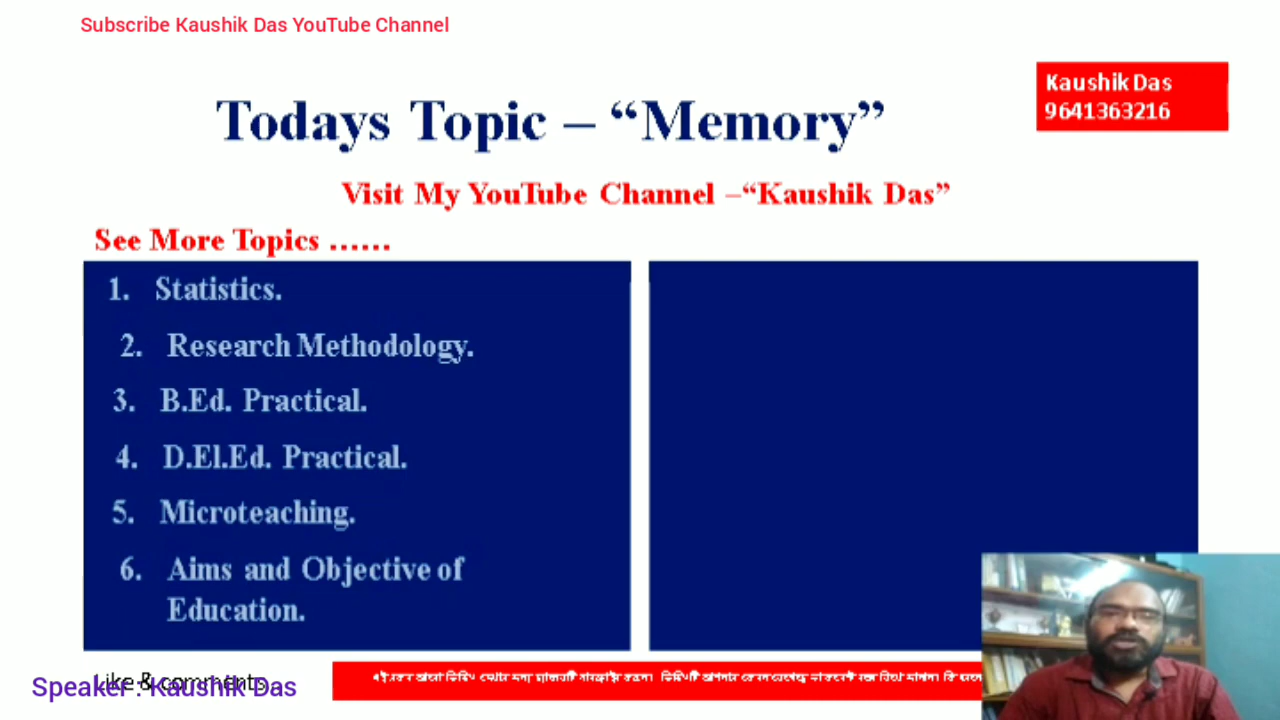 Subscribe Kaushik Das YouTube Channel
Kaushik Das
9641363216
Todays Topic – “Memory”
Visit My YouTube Channel –“Kaushik Das”
See More Topics ......
1. Statistics.
2. Research Methodology.
3. B.Ed. Practical.
4. D.El.Ed. Practical.
5. Microteaching.
6. Aims and Objective of
Education.
Like & comments
Speaker : Kaushik Das